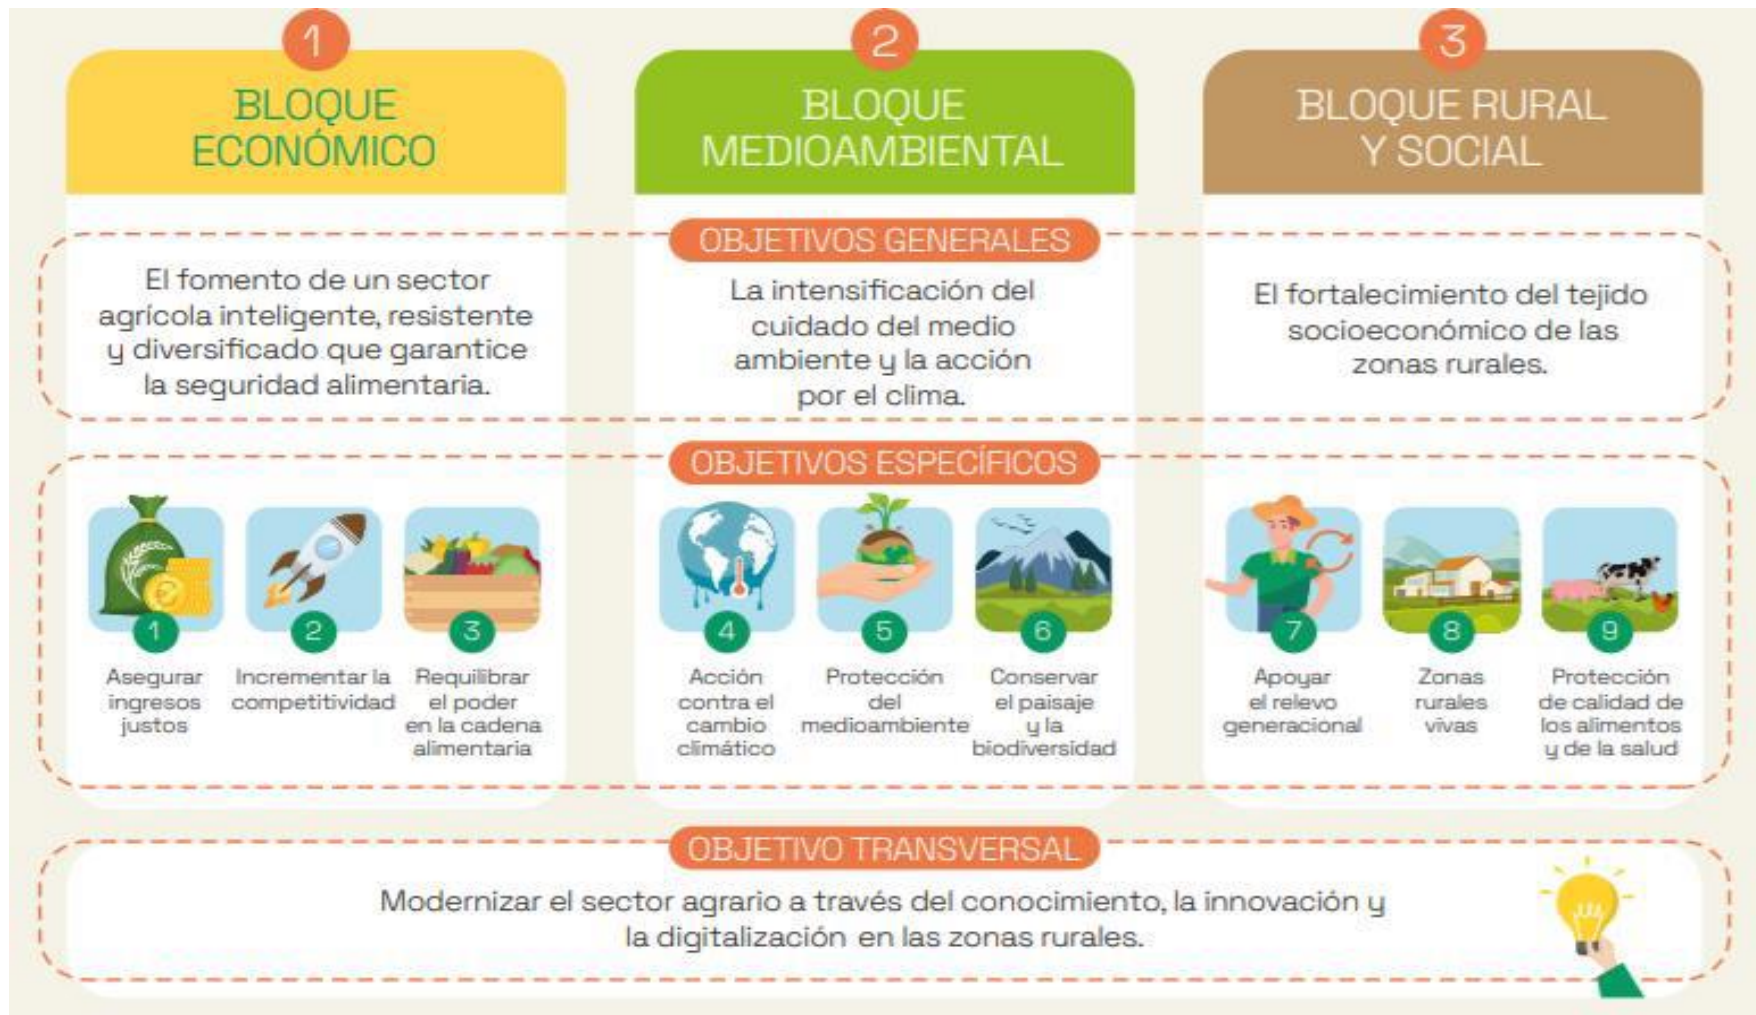 1
BLOQUE
ECONÓMICO
2
BLOQUE
MEDIOAMBIENTAL
3
BLOQUE RURAL
Y SOCIAL
OBJETIVOS GENERALES
El fomento de un sector
agrícola inteligente, resistente
y diversificado que garantice
la seguridad alimentaria.
La intensificación del
cuidado del medio
ambiente y la acción
por el clima.
El fortalecimiento del tejido
socioeconómico de las
zonas rurales.
OBJETIVOS ESPECÍFICOS
1
Asegurar
ingresos
justos
2
Incrementar la
competitividad
3
Requilibrar
el poder
en la cadena
alimentaria
4
Acción
contra el
cambio
climático
5
Protección
del
medioambiente
6
Conservar
el paisaje
y la
biodiversidad
7
Apoyar
el relevo
generacional
8
Zonas
rurales
vivas
9
Protección
de calidad de
los alimentos
y de la salud
OBJETIVO TRANSVERSAL
Modernizar el sector agrario a través del conocimiento, la innovación y
la digitalización en las zonas rurales.